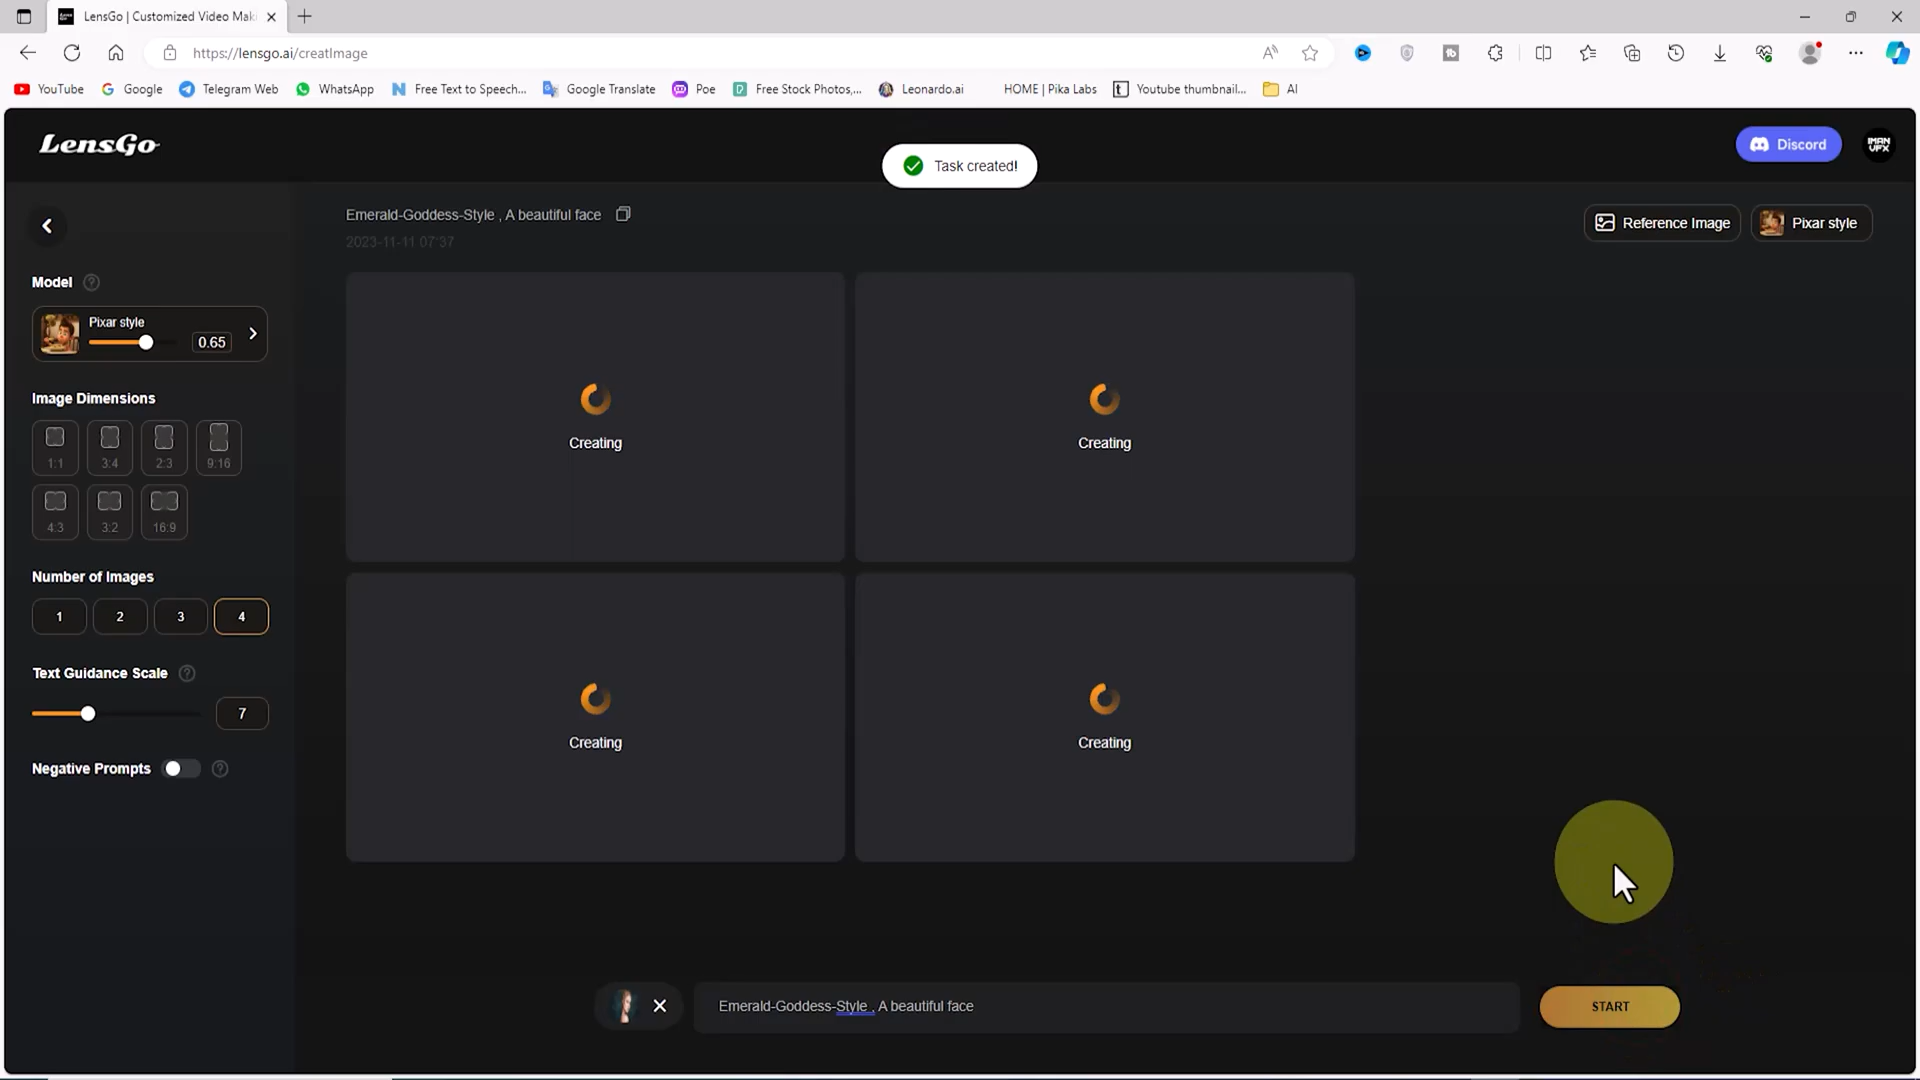 LensGo | Customized Video Mak
https://lensgo.ai/creatImage
YouTube
Google
Telegram Web
WhatsApp
Free Text to Speech...
Google Translate
Poe
Free Stock Photos,...
Leonardo.ai
HOME | Pika Labs
Youtube thumbnail...
AI
LensGo
Task created!
Discord
IMAN VFX
Emerald-Goddess-Style , A beautiful face
2023-11-11 07:37
Reference Image
Pixar style
Model
Pixar style
0.65
Image Dimensions
1:1
3:4
2:3
9:16
4:3
3:2
16:9
Number of Images
1
2
3
4
Text Guidance Scale
7
Negative Prompts
Creating
Creating
Creating
Creating
Emerald-Goddess-Style , A beautiful face
START